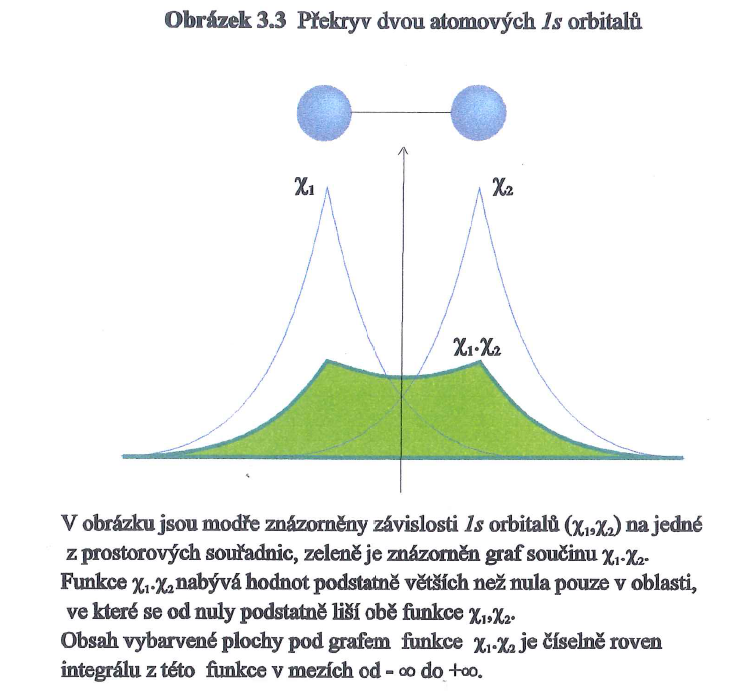 Obrázek 3.3 Překryv dvou atomových 1s orbitalů
χ₁
χ₂
χ₁·χ₂
V obrázku jsou modře znázorněny závislosti 1s orbitalů (χ₁,χ₂) na jedné
z prostorových souřadnic, zeleně je znázorněn graf součinu χ₁·χ₂.
Funkce χ₁·χ₂ nabývá hodnot podstatně větších než nula pouze v oblasti,
ve které se od nuly podstatně liší obě funkce χ₁,χ₂.
Obsah vybarvené plochy pod grafem funkce χ₁·χ₂ je číselně roven
integrálu z této funkce v mezích od - ∞ do +∞.